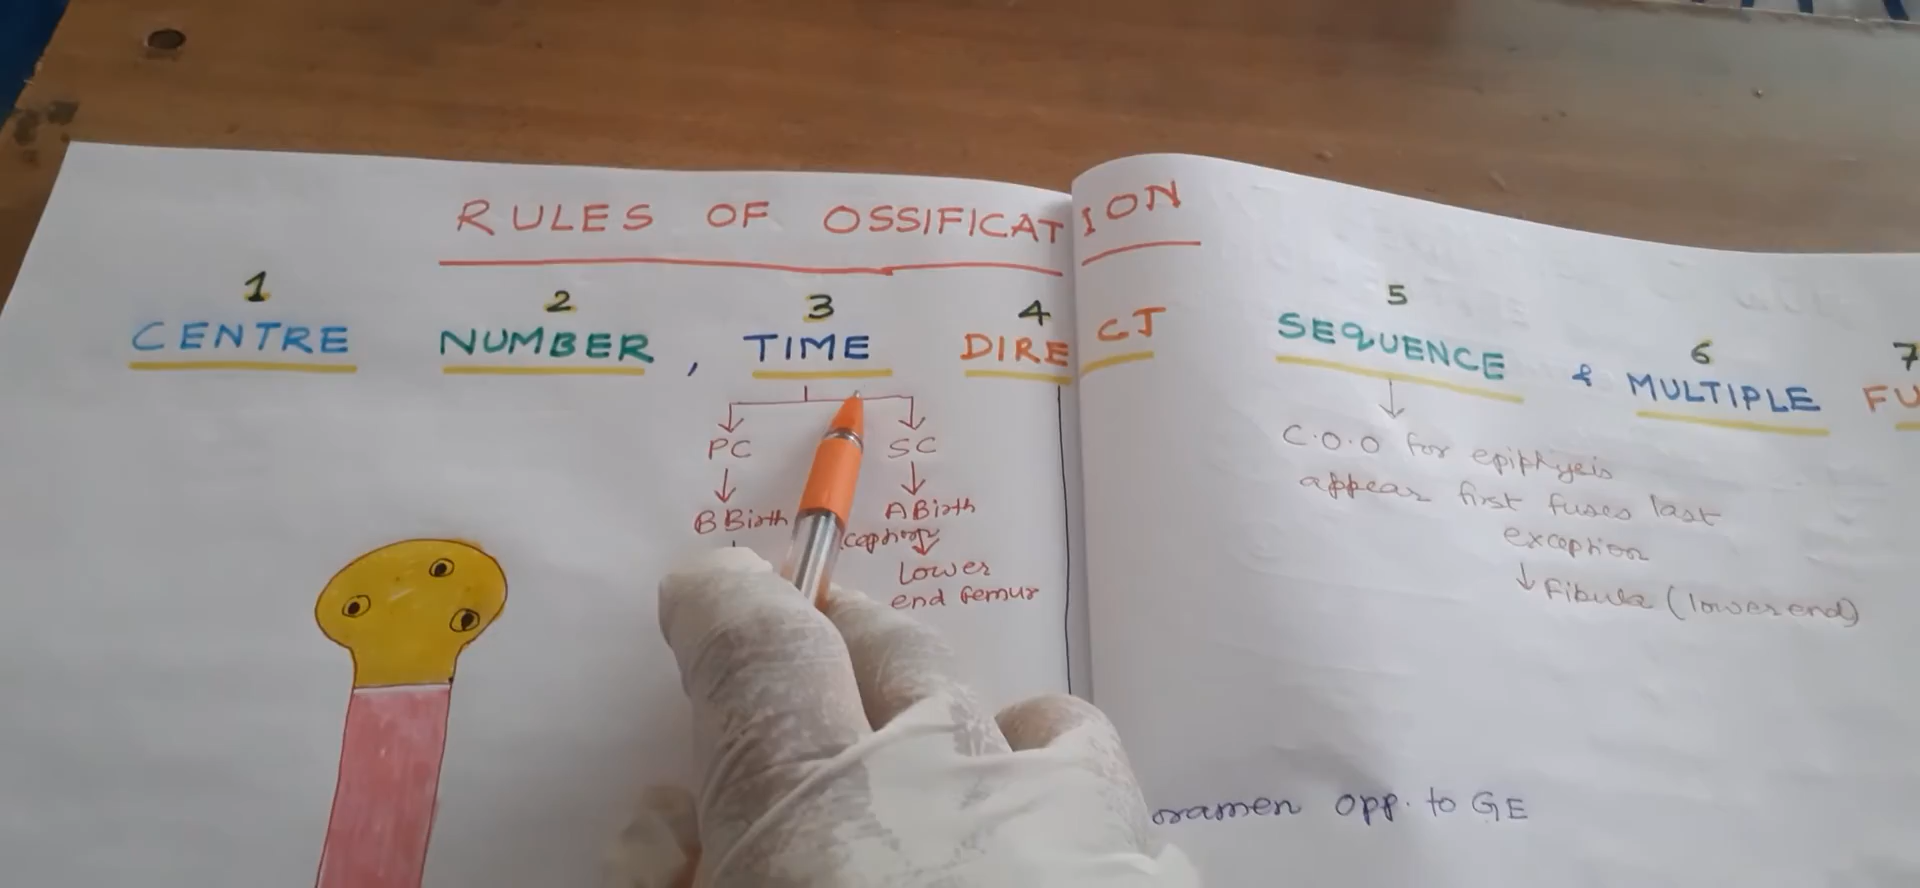 RULES OF OSSIFICATION
1 2 3 4 5 6 7
CENTRE NUMBER, TIME DIRECT SEQUENCE & MULTIPLE FU
PC SC
B Birth A Birth
Lower
end femur
C.O.O for epiphysis
appear first fuses last
exception
Fibula (lower end)
oramen opp. to GE